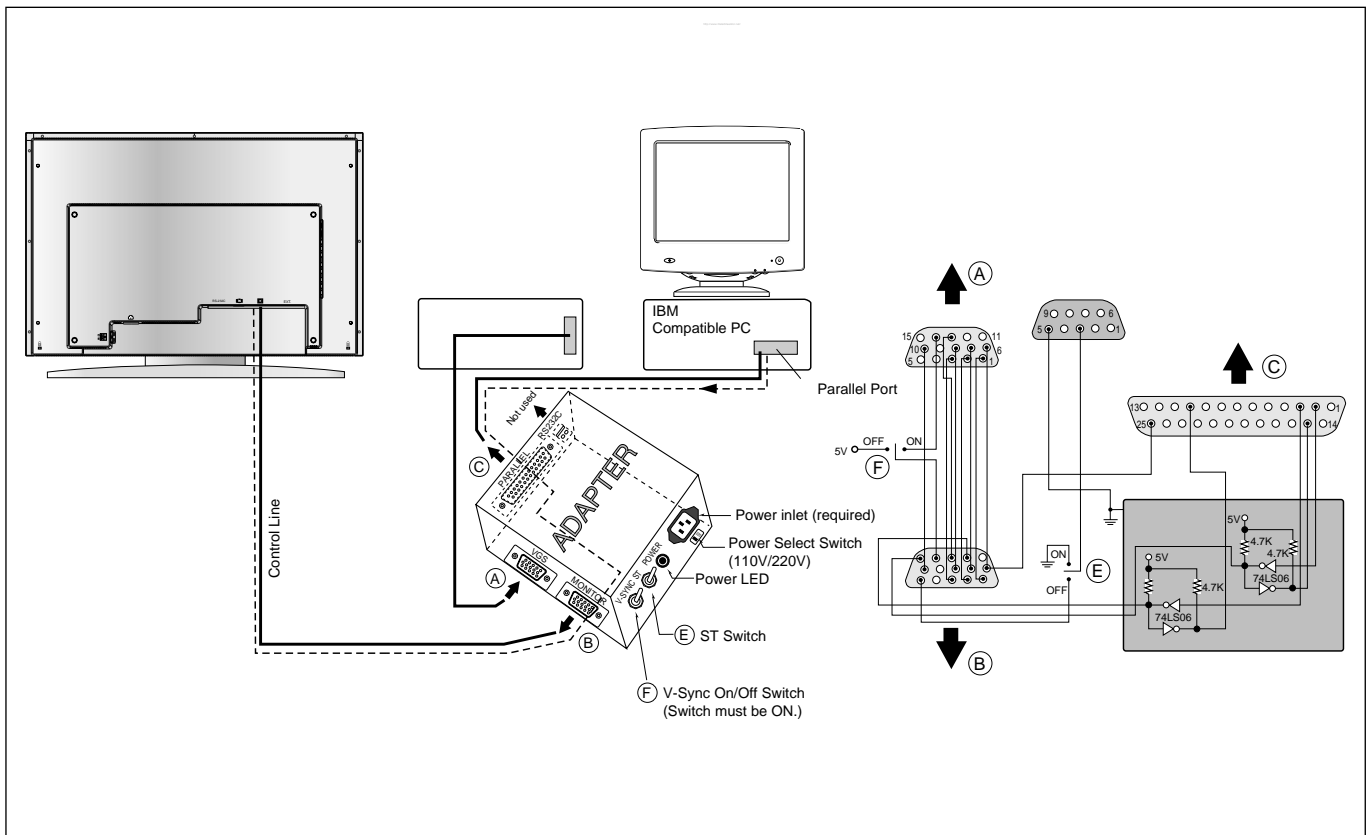 RS-232C
EXT
Control Line
IBM
Compatible PC
Parallel Port
Not used
RS232C
PARALLEL
C
ADAPTER
VGS
A
MONITOR
B
V-SYNC
ST
POWER
Power inlet (required)
Power Select Switch
(110V/220V)
Power LED
E ST Switch
F V-Sync On/Off Switch
(Switch must be ON.)
A
15
11
10
6
5
1
5V
OFF
ON
F
B
9
6
5
1
C
13
1
25
14
ON
OFF
E
5V
4.7K
4.7K
74LS06
5V
4.7K
74LS06